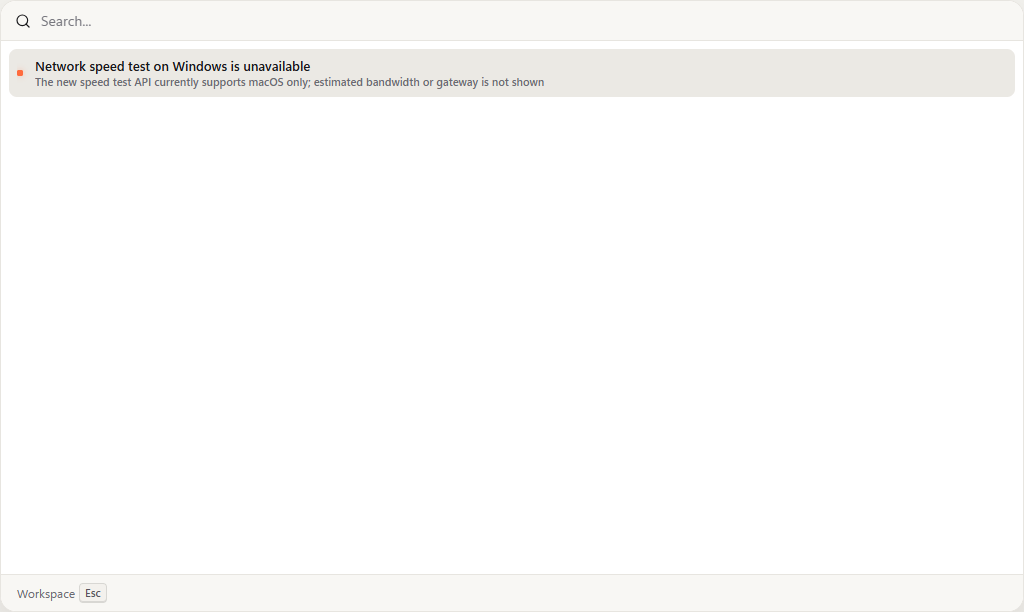 Search...
Network speed test on Windows is unavailable
The new speed test API currently supports macOS only; estimated bandwidth or gateway is not shown
Workspace Esc